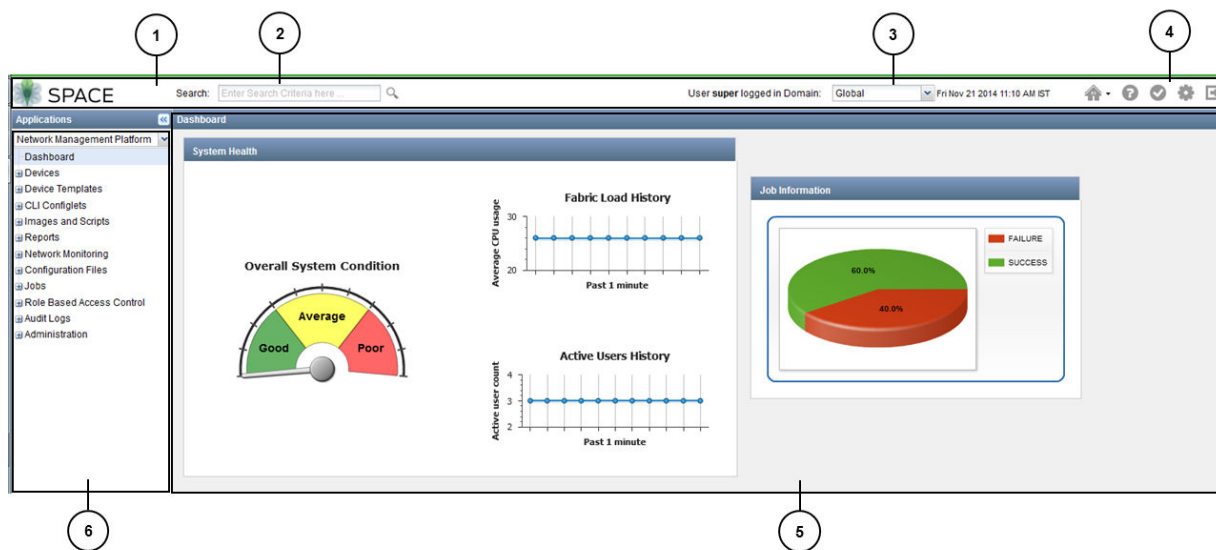 1
2
3
4
SPACE
Search: Enter Search Criteria here...
User super logged in Domain: Global
Fri Nov 21 2014 11:10 AM IST
Applications
Network Management Platform
Dashboard
Devices
Device Templates
CLI Configlets
Images and Scripts
Reports
Network Monitoring
Configuration Files
Jobs
Role Based Access Control
Audit Logs
Administration
Dashboard
System Health
Overall System Condition
Good
Average
Poor
Fabric Load History
Average CPU usage
30
20
Past 1 minute
Active Users History
Active user count
4
3
2
Past 1 minute
Job Information
60.0%
40.0%
FAILURE
SUCCESS
6
5